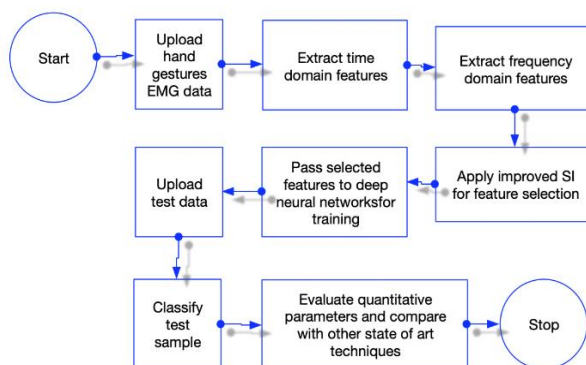 Start
Upload
hand
gestures
EMG data
Extract time
domain features
Extract frequency
domain features
Apply improved SI
for feature selection
Pass selected
features to deep
neural networksfor
training
Upload
test data
Classify
test
sample
Evaluate quantitative
parameters and compare
with other state of art
techniques
Stop